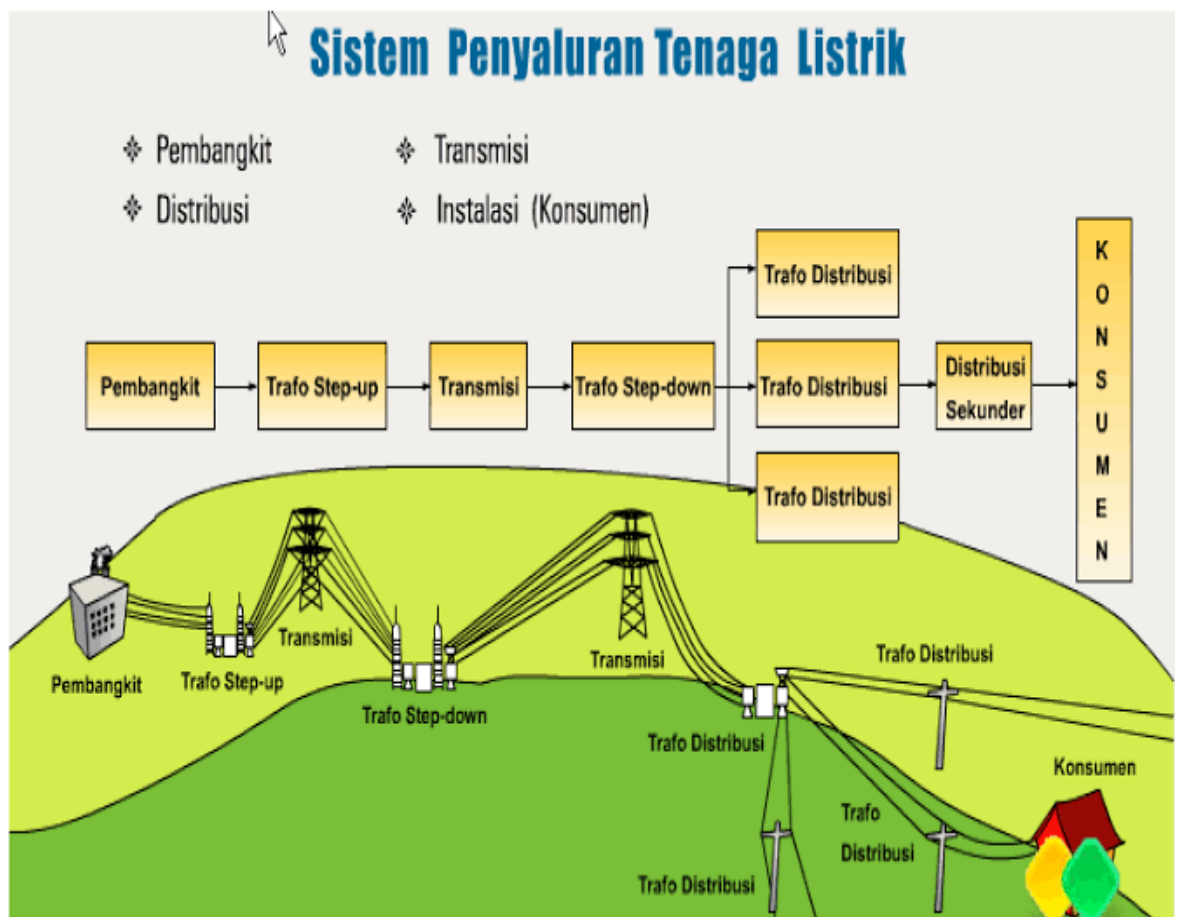 Sistem Penyaluran Tenaga Listrik
Pembangkit
Transmisi
Distribusi
Instalasi (Konsumen)
Trafo Distribusi
Pembangkit
Trafo Step-up
Transmisi
Trafo Step-down
Trafo Distribusi
Distribusi
Sekunder
Trafo Distribusi
K
O
N
S
U
M
E
N
Pembangkit
Trafo Step-up
Transmisi
Trafo Step-down
Transmisi
Trafo Distribusi
Trafo Distribusi
Konsumen
Trafo
Distribusi
Trafo Distribusi